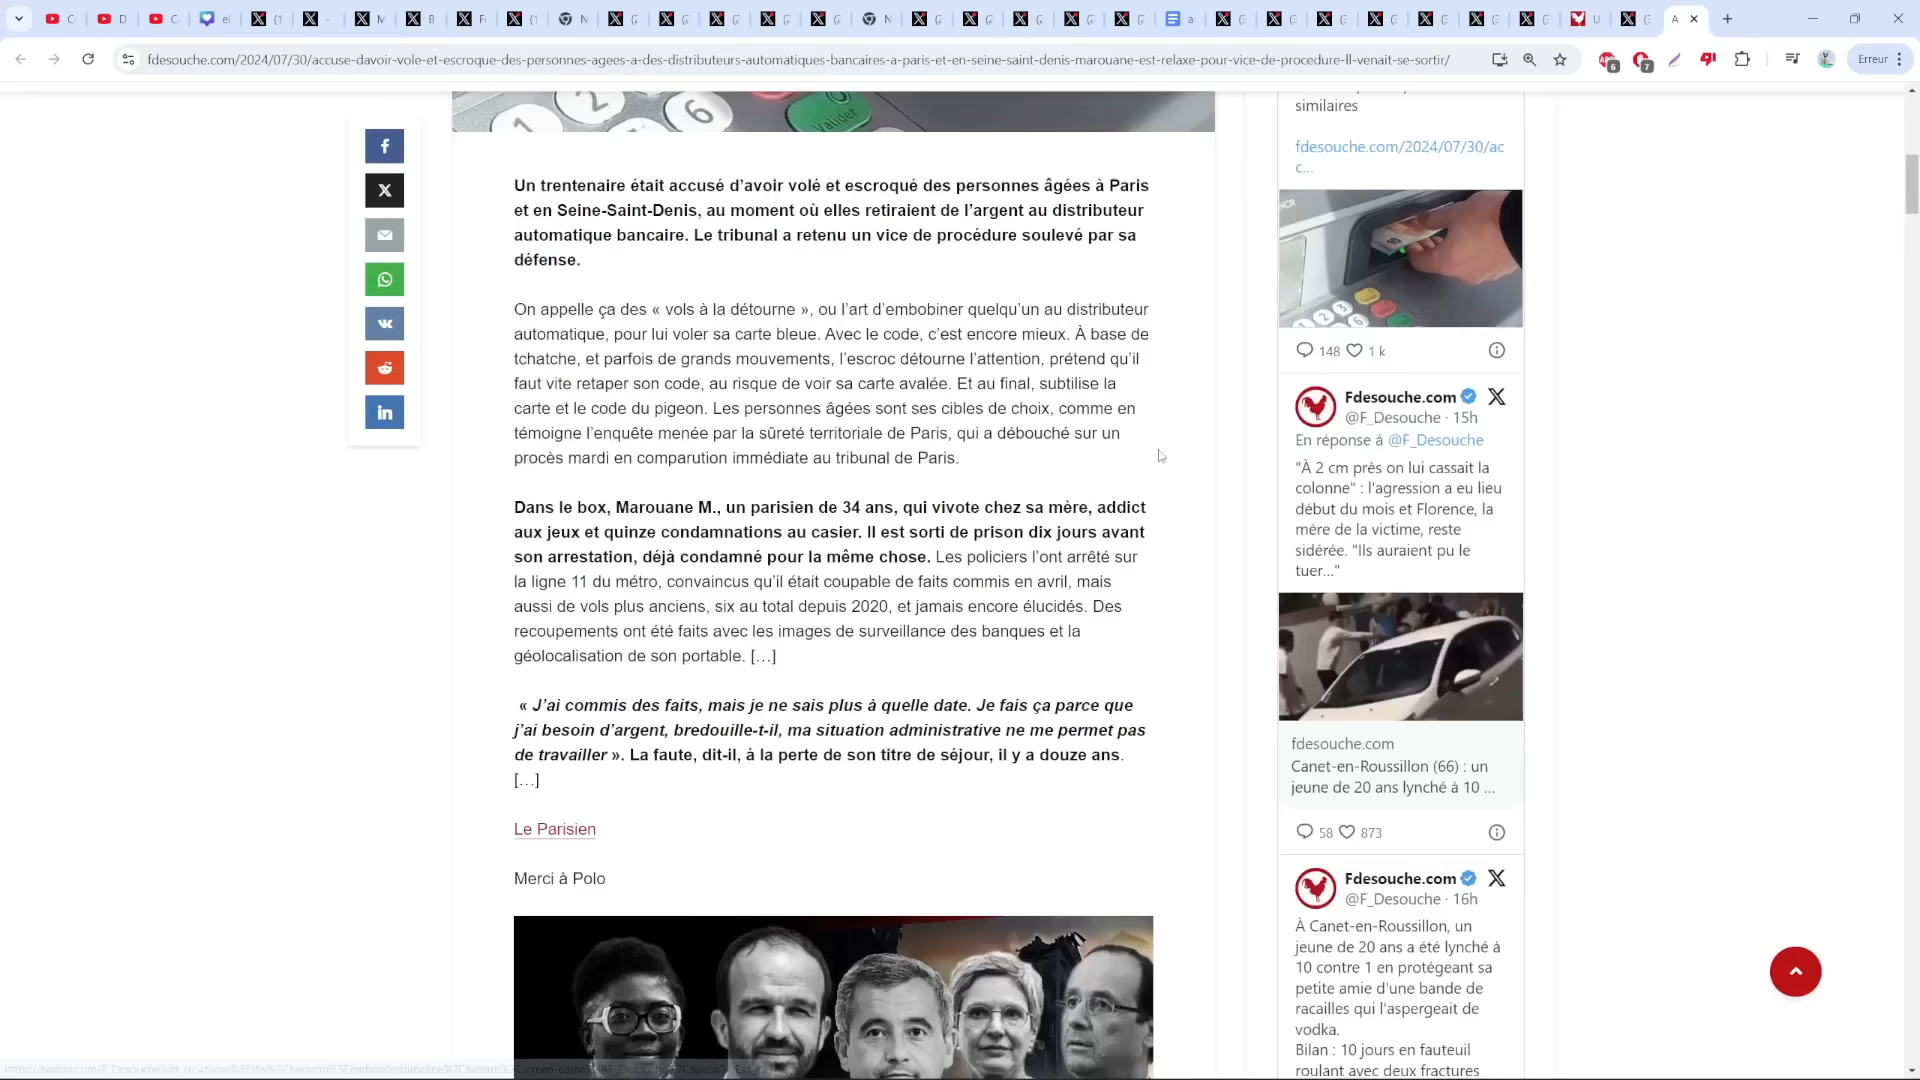 Erreur
fdesouche.com/2024/07/30/accuse-davoir-vole-et-escroque-des-personnes-agees-a-des-distributeurs-automatiques-bancaires-a-paris-et-en-seine-saint-denis-marouane-est-relaxe-pour-vice-de-procedure-Il-venait-se-sortir/
6
7
2
3
6
Valider
Un trentenaire était accusé d’avoir volé et escroqué des personnes âgées à Paris
et en Seine-Saint-Denis, au moment où elles retiraient de l’argent au distributeur
automatique bancaire. Le tribunal a retenu un vice de procédure soulevé par sa
défense.
On appelle ça des « vols à la détourne », ou l’art d’embobiner quelqu’un au distributeur
automatique, pour lui voler sa carte bleue. Avec le code, c’est encore mieux. À base de
tchatche, et parfois de grands mouvements, l’escroc détourne l’attention, prétend qu’il
faut vite retaper son code, au risque de voir sa carte avalée. Et au final, subtilise la
carte et le code du pigeon. Les personnes âgées sont ses cibles de choix, comme en
témoigne l’enquête menée par la sûreté territoriale de Paris, qui a débouché sur un
procès mardi en comparution immédiate au tribunal de Paris.
Dans le box, Marouane M., un parisien de 34 ans, qui vivote chez sa mère, addict
aux jeux et quinze condamnations au casier. Il est sorti de prison dix jours avant
son arrestation, déjà condamné pour la même chose. Les policiers l’ont arrêté sur
la ligne 11 du métro, convaincus qu’il était coupable de faits commis en avril, mais
aussi de vols plus anciens, six au total depuis 2020, et jamais encore élucidés. Des
recoupements ont été faits avec les images de surveillance des banques et la
géolocalisation de son portable. […]
« J’ai commis des faits, mais je ne sais plus à quelle date. Je fais ça parce que
j’ai besoin d’argent, bredouille-t-il, ma situation administrative ne me permet pas
de travailler ». La faute, dit-il, à la perte de son titre de séjour, il y a douze ans.
[…]
Le Parisien
Merci à Polo
similaires
fdesouche.com/2024/07/30/ac
c...
NCR
148 1 k
Fdesouche.com
@F_Desouche · 15h
En réponse à @F_Desouche
"À 2 cm près on lui cassait la
colonne" : l'agression a eu lieu
début du mois et Florence, la
mère de la victime, reste
sidérée. "Ils auraient pu le
tuer..."
fdesouche.com
Canet-en-Roussillon (66) : un
jeune de 20 ans lynché à 10 ...
58 873
Fdesouche.com
@F_Desouche · 16h
À Canet-en-Roussillon, un
jeune de 20 ans a été lynché à
10 contre 1 en protégeant sa
petite amie d'une bande de
racailles qui l'aspergeait de
vodka.
Bilan : 10 jours en fauteuil
roulant avec deux fractures